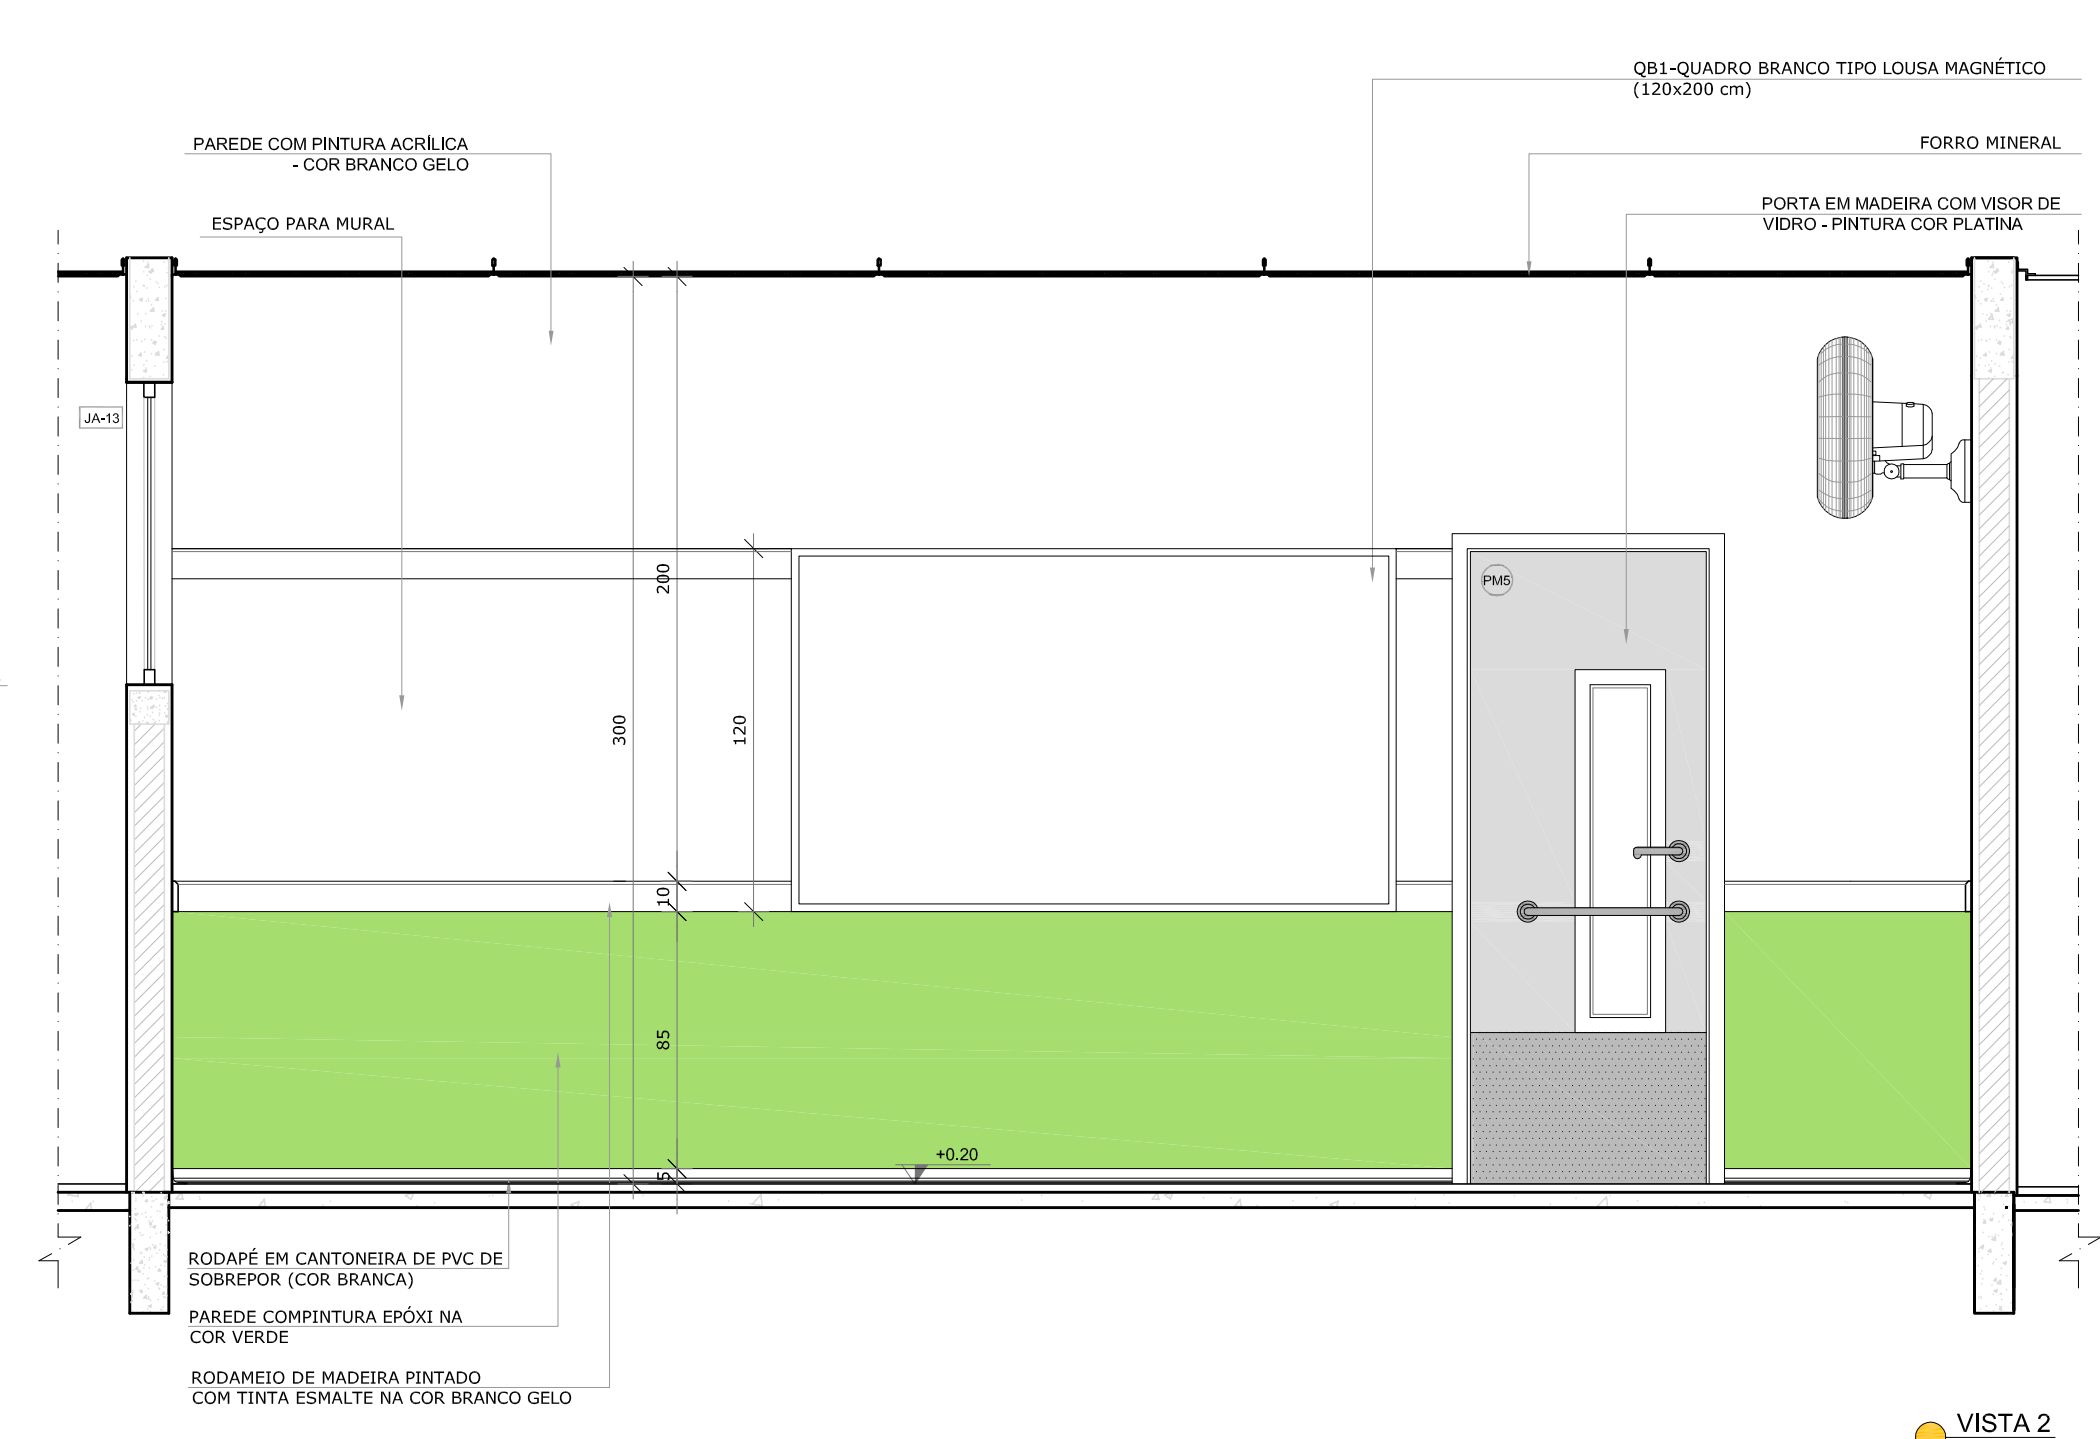 QB1-QUADRO BRANCO TIPO LOUSA MAGNÉTICO
(120x200 cm)
PAREDE COM PINTURA ACRÍLICA
- COR BRANCO GELO
FORRO MINERAL
PORTA EM MADEIRA COM VISOR DE
VIDRO - PINTURA COR PLATINA
ESPAÇO PARA MURAL
JA-13
200
PM5
300
120
10
85
+0.20
5
RODAPÉ EM CANTONEIRA DE PVC DE
SOBREPOR (COR BRANCA)
PAREDE COMPINTURA EPÓXI NA
COR VERDE
RODAMEIO DE MADEIRA PINTADO
COM TINTA ESMALTE NA COR BRANCO GELO
VISTA 2